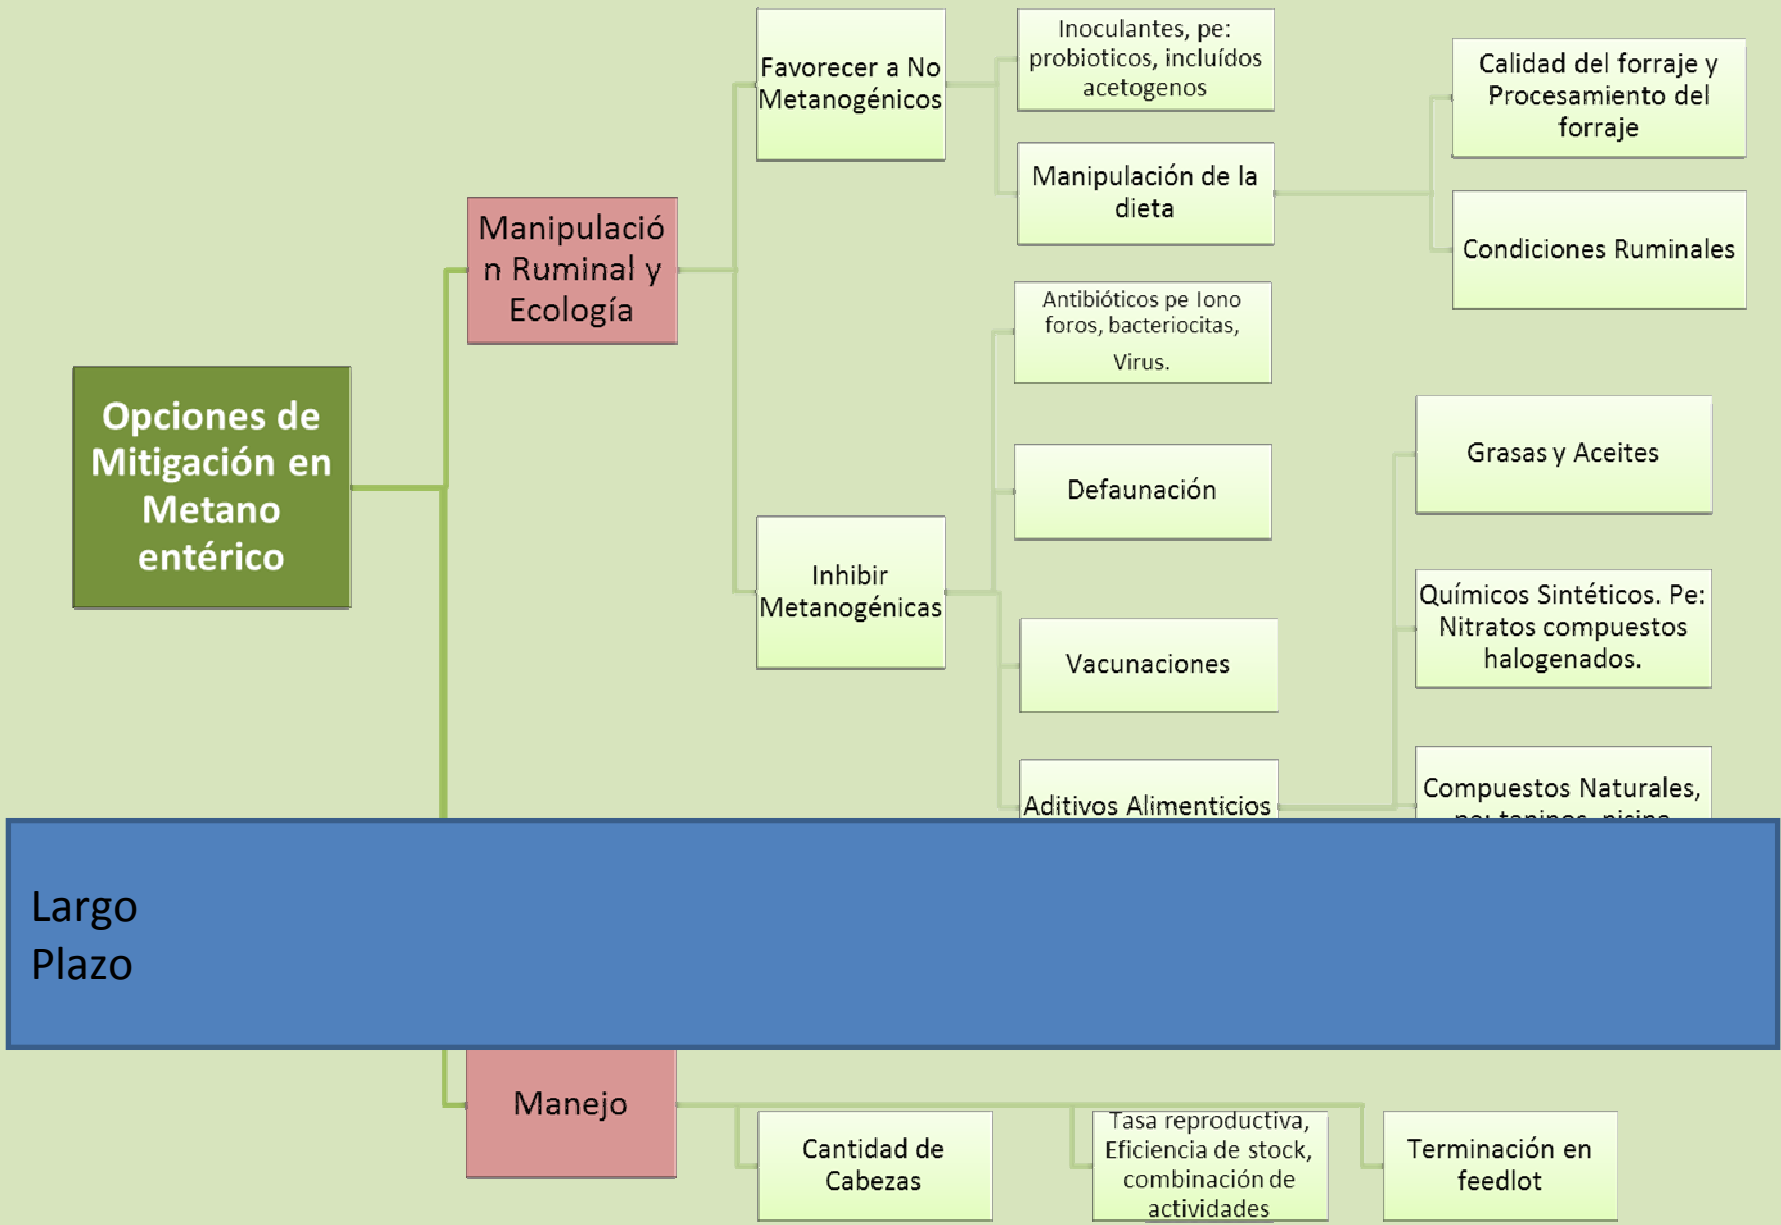 Opciones de
Mitigación en
Metano
entérico
Manipulació
n Ruminal y
Ecología
Favorecer a No
Metanogénicos
Inoculantes, pe:
probioticos, incluídos
acetogenos
Manipulación de la
dieta
Calidad del forraje y
Procesamiento del
forraje
Condiciones Ruminales
Inhibir
Metanogénicas
Antibióticos pe Iono
foros, bacteriocitas,
Virus.
Defaunación
Vacunaciones
Aditivos Alimenticios
Grasas y Aceites
Químicos Sintéticos. Pe:
Nitratos compuestos
halogenados.
Compuestos Naturales,
Largo
Plazo
Manejo
Cantidad de
Cabezas
Tasa reproductiva,
Eficiencia de stock,
combinación de
actividades
Terminación en
feedlot